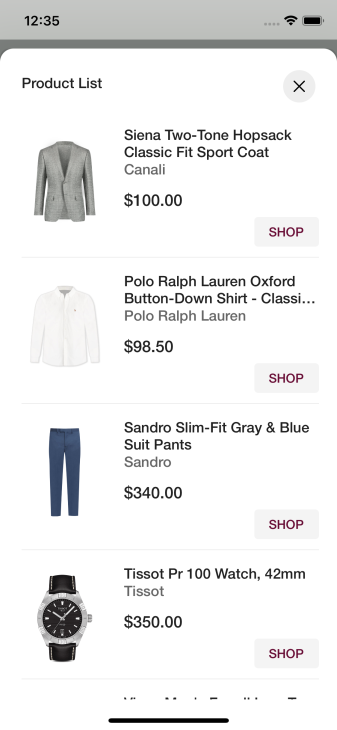 12:35
Product List
Siena Two-Tone Hopsack
Classic Fit Sport Coat
Canali
$100.00
SHOP
Polo Ralph Lauren Oxford
Button-Down Shirt - Classi...
Polo Ralph Lauren
$98.50
SHOP
Sandro Slim-Fit Gray & Blue
Suit Pants
Sandro
$340.00
SHOP
Tissot Pr 100 Watch, 42mm
Tissot
$350.00
SHOP